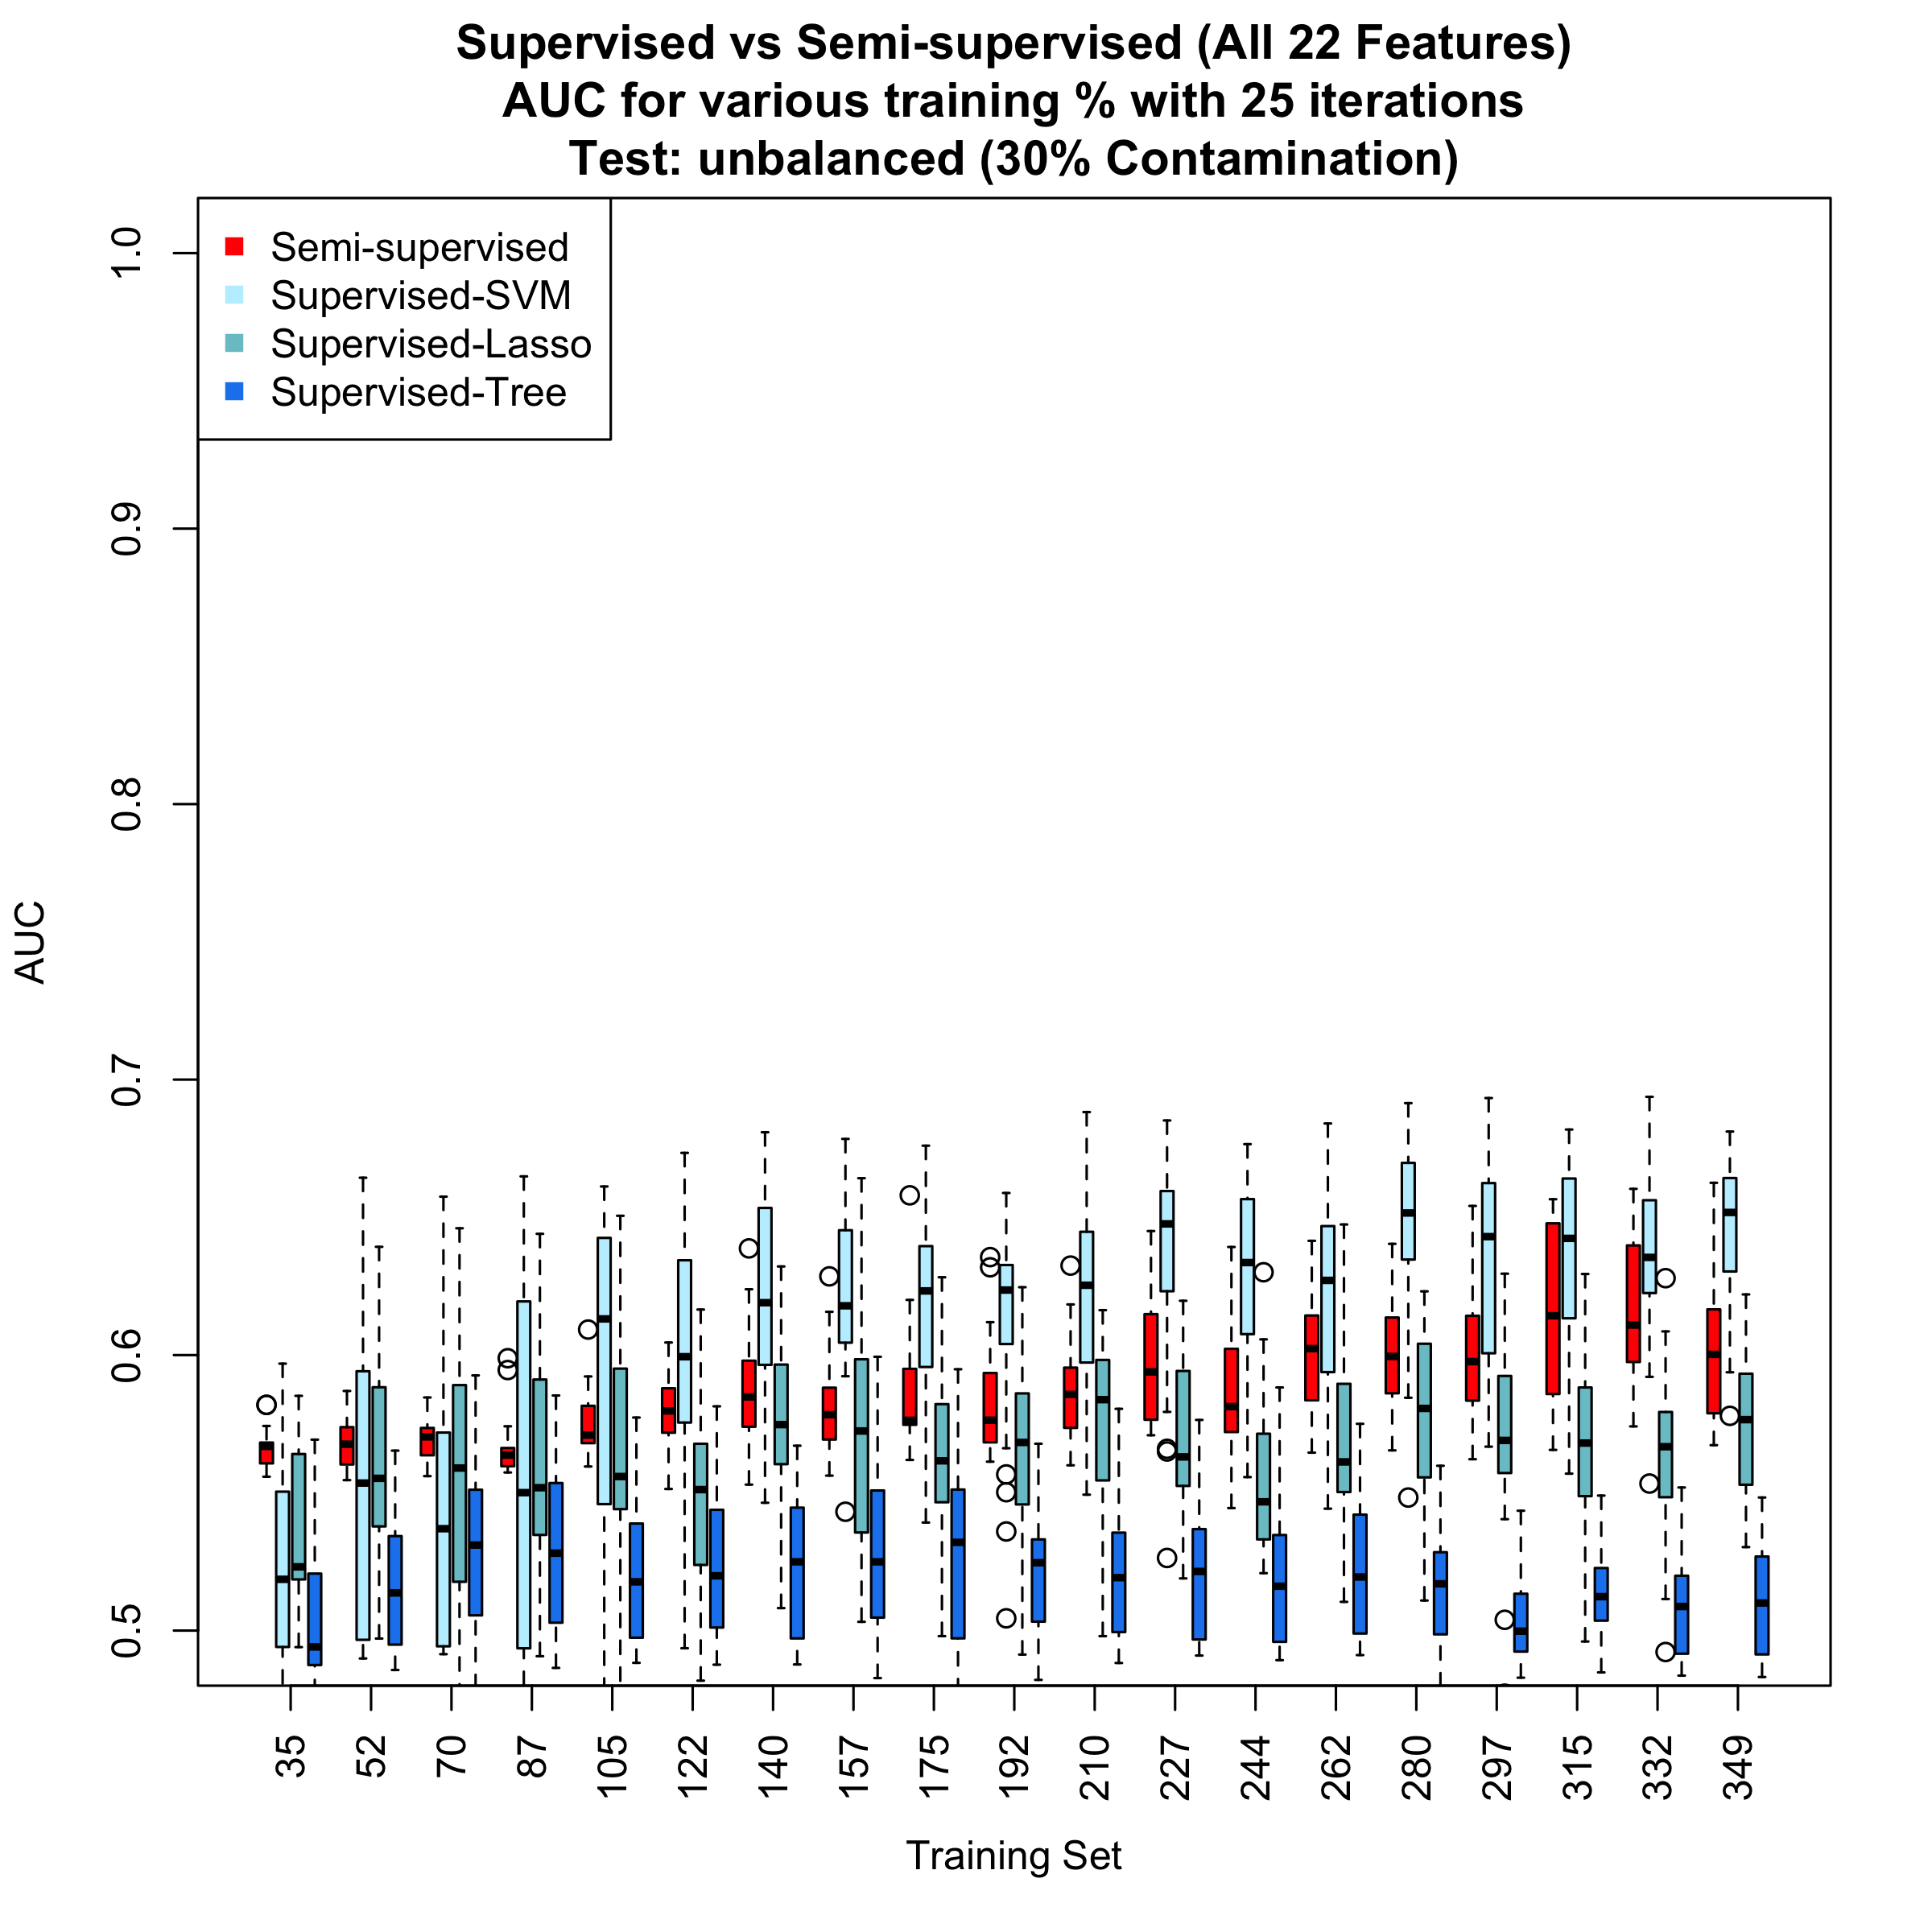 Supervised vs Semi-supervised (All 22 Features)
AUC for various training % with 25 iterations
Test: unbalanced (30% Contamination)
Semi-supervised
Supervised-SVM
Supervised-Lasso
Supervised-Tree
1.0
0.9
0.8
0.7
0.6
0.5
AUC
35 52 70 87 105 122 140 157 175 192 210 227 244 262 280 297 315 332 349
Training Set